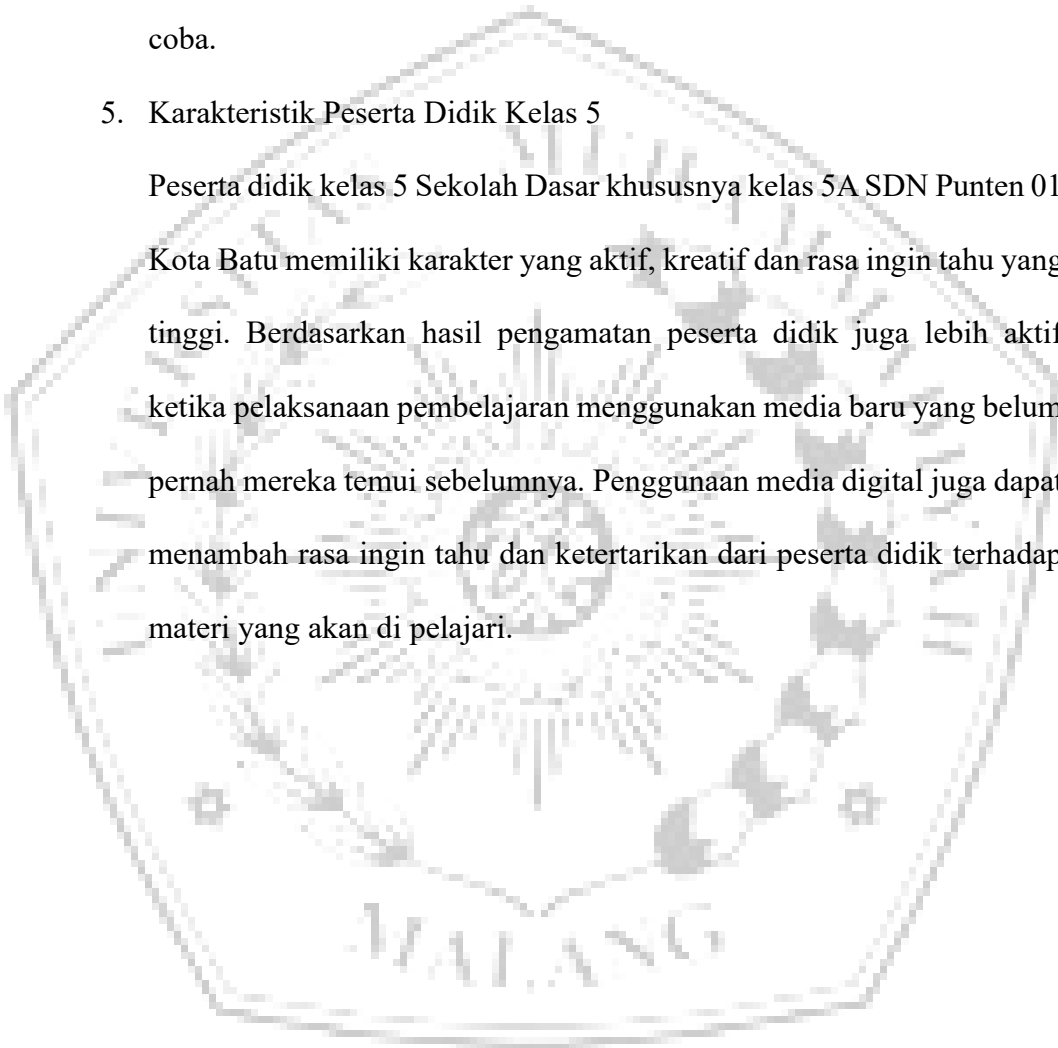 coba.
5. Karakteristik Peserta Didik Kelas 5
Peserta didik kelas 5 Sekolah Dasar khususnya kelas 5A SDN Punten 01
Kota Batu memiliki karakter yang aktif, kreatif dan rasa ingin tahu yang
tinggi. Berdasarkan hasil pengamatan peserta didik juga lebih aktif
ketika pelaksanaan pembelajaran menggunakan media baru yang belum
pernah mereka temui sebelumnya. Penggunaan media digital juga dapat
menambah rasa ingin tahu dan ketertarikan dari peserta didik terhadap
materi yang akan di pelajari.
MALANG